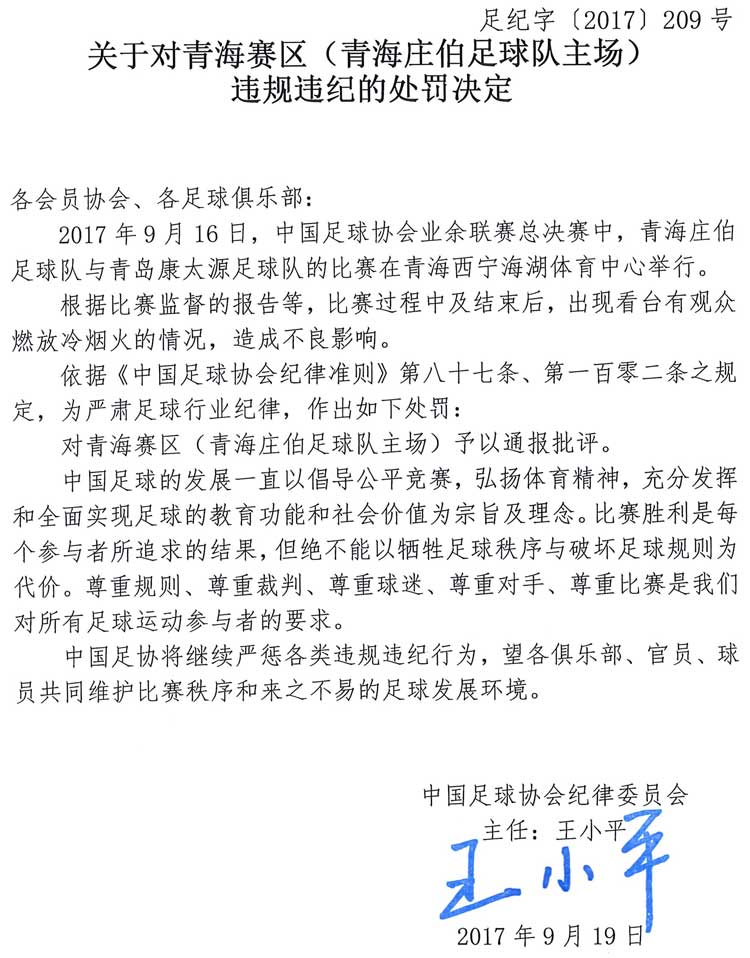 足纪字〔2017〕209 号
关于对青海赛区（青海庄伯足球队主场）
违规违纪的处罚决定
各会员协会、各足球俱乐部：
2017 年 9 月 16 日，中国足球协会业余联赛总决赛中，青海庄伯
足球队与青岛康太源足球队的比赛在青海西宁海湖体育中心举行。
根据比赛监督的报告等，比赛过程中及结束后，出现看台有观众
燃放冷烟火的情况，造成不良影响。
依据《中国足球协会纪律准则》第八十七条、第一百零二条之规
定，为严肃足球行业纪律，作出如下处罚：
对青海赛区（青海庄伯足球队主场）予以通报批评。
中国足球的发展一直以倡导公平竞赛，弘扬体育精神，充分发挥
和全面实现足球的教育功能和社会价值为宗旨及理念。比赛胜利是每
个参与者所追求的结果，但绝不能以牺牲足球秩序与破坏足球规则为
代价。尊重规则、尊重裁判、尊重球迷、尊重对手、尊重比赛是我们
对所有足球运动参与者的要求。
中国足协将继续严惩各类违规违纪行为，望各俱乐部、官员、球
员共同维护比赛秩序和来之不易的足球发展环境。
中国足球协会纪律委员会
主任：王小平
王小平
2017 年 9 月 19 日